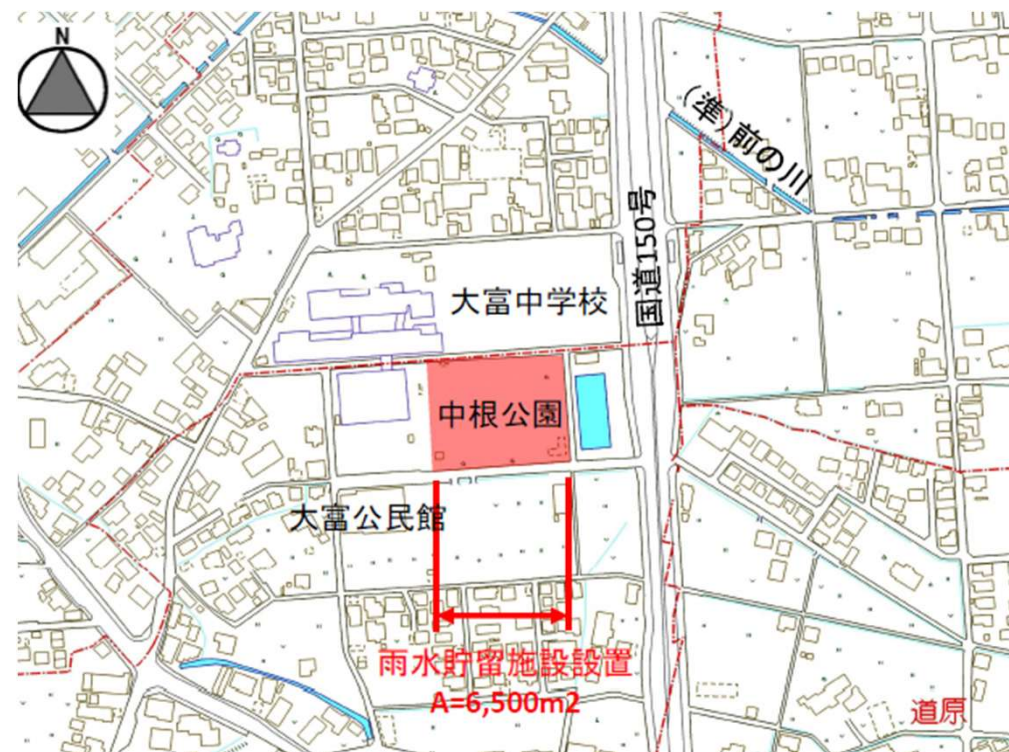 N
(準)前の川
国道150号
大富中学校
中根公園
大富公民館
雨水貯留施設設置
A=6,500m2
道原